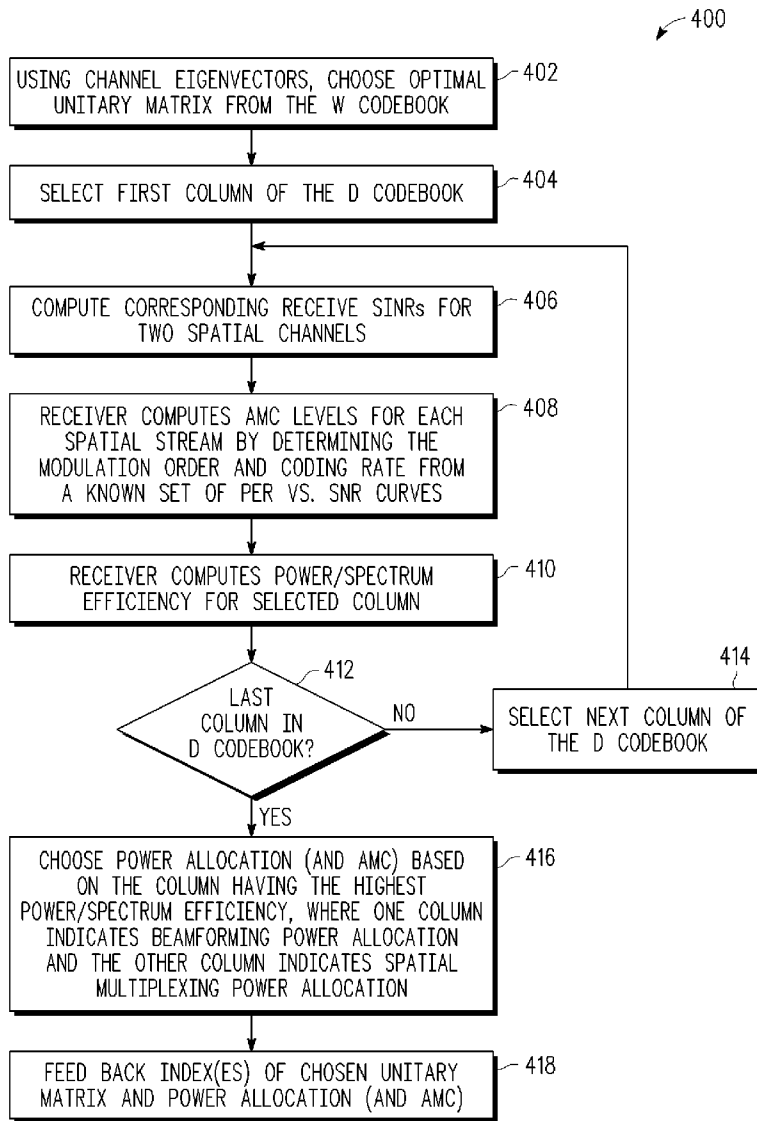 400
USING CHANNEL EIGENVECTORS, CHOOSE OPTIMAL
UNITARY MATRIX FROM THE W CODEBOOK
402
SELECT FIRST COLUMN OF THE D CODEBOOK
404
COMPUTE CORRESPONDING RECEIVE SINRs FOR
TWO SPATIAL CHANNELS
406
RECEIVER COMPUTES AMC LEVELS FOR EACH
SPATIAL STREAM BY DETERMINING THE
MODULATION ORDER AND CODING RATE FROM
A KNOWN SET OF PER VS. SNR CURVES
408
RECEIVER COMPUTES POWER/SPECTRUM
EFFICIENCY FOR SELECTED COLUMN
410
LAST
COLUMN IN
D CODEBOOK?
412
NO
SELECT NEXT COLUMN OF
THE D CODEBOOK
414
YES
CHOOSE POWER ALLOCATION (AND AMC) BASED
ON THE COLUMN HAVING THE HIGHEST
POWER/SPECTRUM EFFICIENCY, WHERE ONE COLUMN
INDICATES BEAMFORMING POWER ALLOCATION
AND THE OTHER COLUMN INDICATES SPATIAL
MULTIPLEXING POWER ALLOCATION
416
FEED BACK INDEX(ES) OF CHOSEN UNITARY
MATRIX AND POWER ALLOCATION (AND AMC)
418